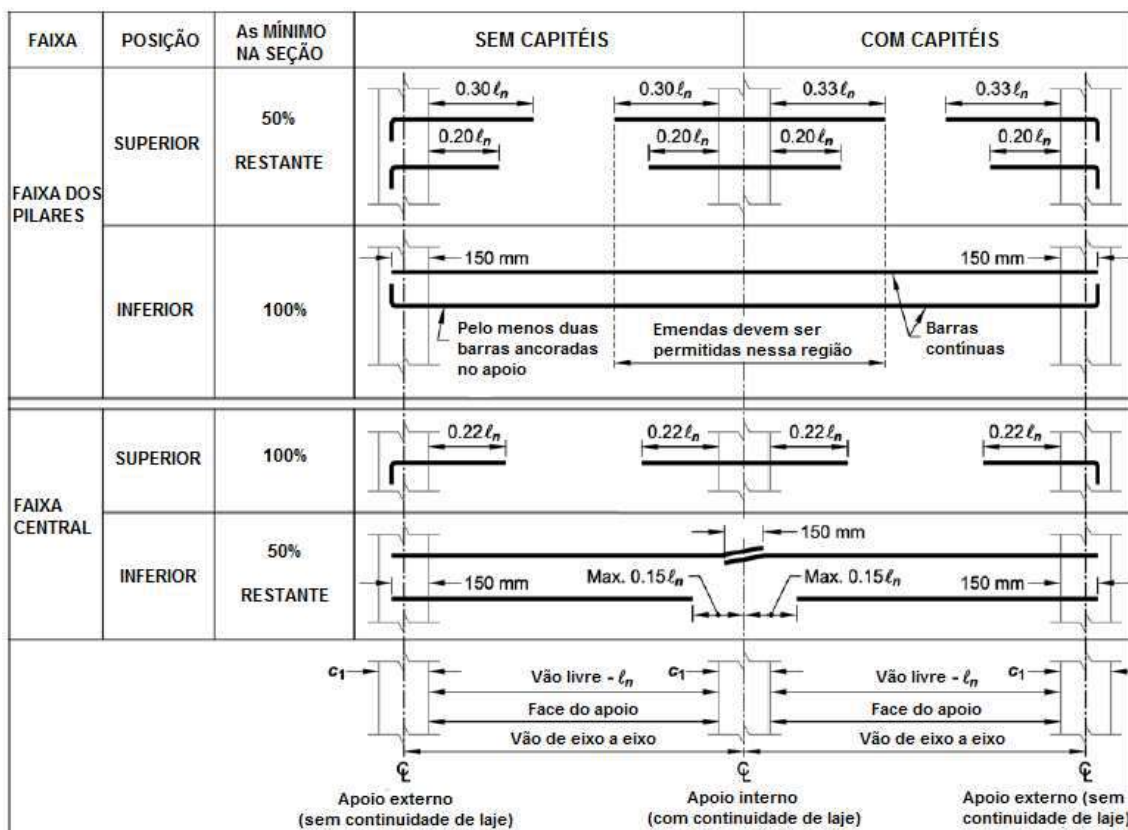 FAIXA POSIÇÃO As MÍNIMO NA SEÇÃO SEM CAPITÉIS COM CAPITÉIS
FAIXA DOS PILARES
SUPERIOR
50%
RESTANTE
0.30ℓn 0.30ℓn 0.33ℓn 0.33ℓn
0.20ℓn 0.20ℓn 0.20ℓn 0.20ℓn
INFERIOR
100%
150 mm 150 mm
Pelo menos duas
barras ancoradas
no apoio
Emendas devem ser
permitidas nessa região
Barras
contínuas
FAIXA
CENTRAL
SUPERIOR
100%
0.22ℓn 0.22ℓn 0.22ℓn 0.22ℓn
INFERIOR
50%
RESTANTE
150 mm
150 mm Max. 0.15ℓn Max. 0.15ℓn 150 mm
c1 Vão livre - ℓn c1 Vão livre - ℓn c1
Face do apoio Face do apoio
Vão de eixo a eixo Vão de eixo a eixo
℄ ℄ ℄
Apoio externo
(sem continuidade de laje)
Apoio interno
(com continuidade de laje)
Apoio externo (sem
continuidade de laje)